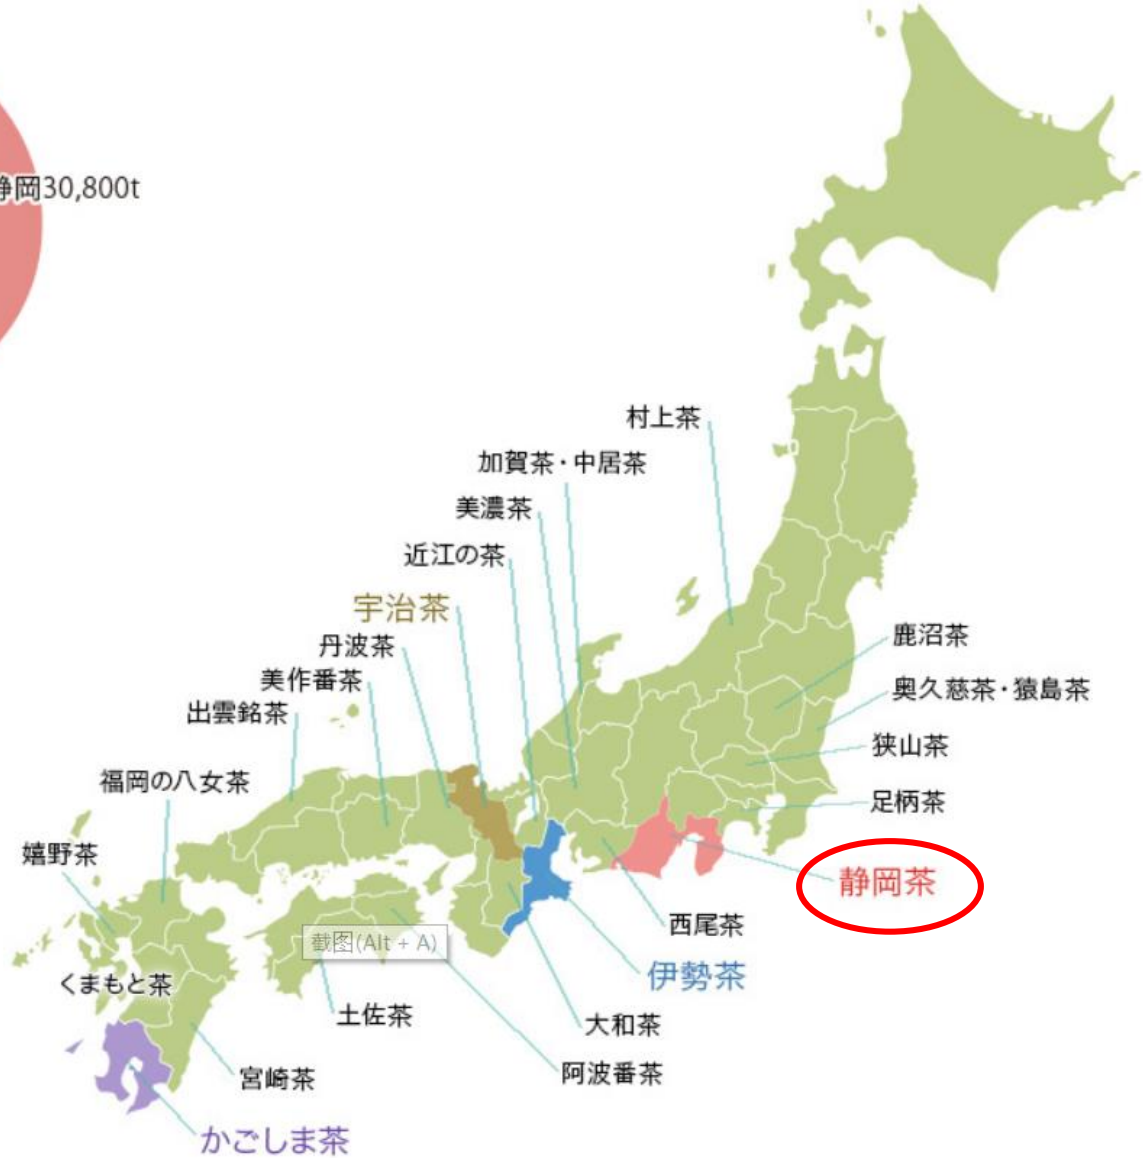 静岡30,800t
村上茶
加賀茶・中居茶
美濃茶
近江の茶
宇治茶
丹波茶
美作番茶
出雲銘茶
福岡の八女茶
嬉野茶
鹿沼茶
奥久慈茶・猿島茶
狭山茶
足柄茶
静岡茶
西尾茶
截图(Alt + A)
伊勢茶
くまもと茶
土佐茶
大和茶
阿波番茶
宮崎茶
かごしま茶